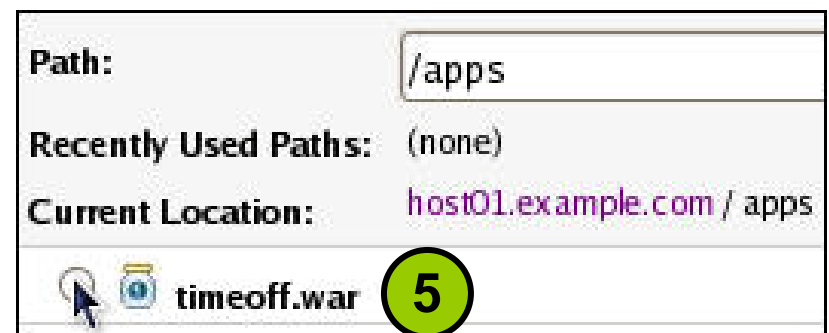 Path: /apps
Recently Used Paths: (none)
Current Location: host01.example.com / apps
timeoff.war 5